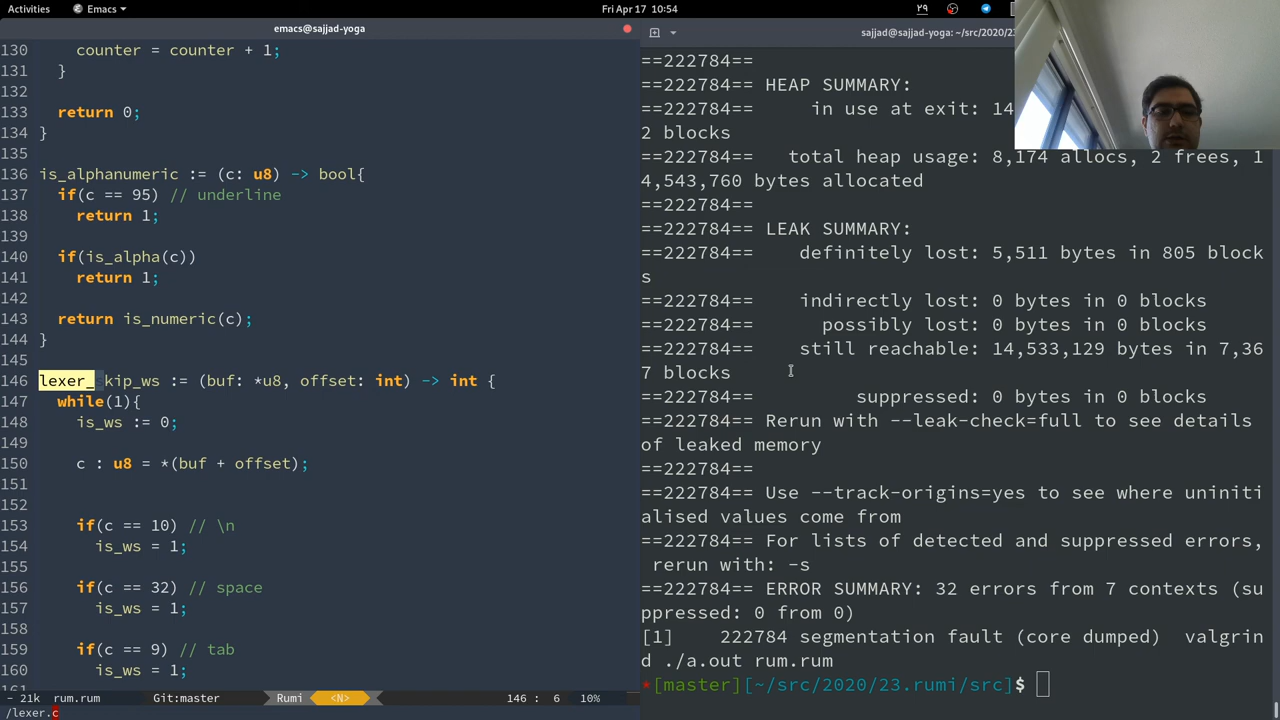 Activities Emacs Fri Apr 17 10:54 ۲۹
emacs@sajjad-yoga
130 counter = counter + 1;
131 }
132
133 return 0;
134 }
135
136 is_alphanumeric := (c: u8) -> bool{
137 if(c == 95) // underline
138 return 1;
139
140 if(is_alpha(c))
141 return 1;
142
143 return is_numeric(c);
144 }
145
146 lexer_ kip_ws := (buf: *u8, offset: int) -> int {
147 while(1){
148 is_ws := 0;
149
150 c : u8 = *(buf + offset);
151
152
153 if(c == 10) // \n
154 is_ws = 1;
155
156 if(c == 32) // space
157 is_ws = 1;
158
159 if(c == 9) // tab
160 is_ws = 1;
161
- 21k rum.rum Git:master Rumi <N> 146 : 6 10%
/lexer.c
sajjad@sajjad-yoga: ~/src/2020/23.
==222784==
==222784== HEAP SUMMARY:
==222784== in use at exit: 14
2 blocks
==222784== total heap usage: 8,174 allocs, 2 frees, 1
4,543,760 bytes allocated
==222784==
==222784== LEAK SUMMARY:
==222784== definitely lost: 5,511 bytes in 805 block
s
==222784== indirectly lost: 0 bytes in 0 blocks
==222784== possibly lost: 0 bytes in 0 blocks
==222784== still reachable: 14,533,129 bytes in 7,36
7 blocks
==222784== suppressed: 0 bytes in 0 blocks
==222784== Rerun with --leak-check=full to see details
of leaked memory
==222784==
==222784== Use --track-origins=yes to see where uniniti
alised values come from
==222784== For lists of detected and suppressed errors,
rerun with: -s
==222784== ERROR SUMMARY: 32 errors from 7 contexts (su
ppressed: 0 from 0)
[1] 222784 segmentation fault (core dumped) valgrin
d ./a.out rum.rum
*[master][~/src/2020/23.rumi/src]$